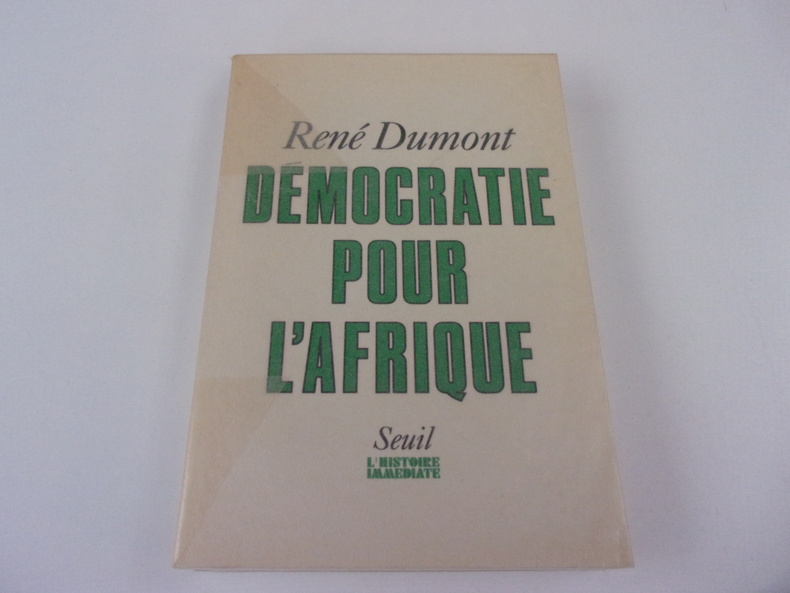 René Dumont
DÉMOCRATIE
POUR
L'AFRIQUE
Seuil
L'HISTOIRE
IMMÉDIATE